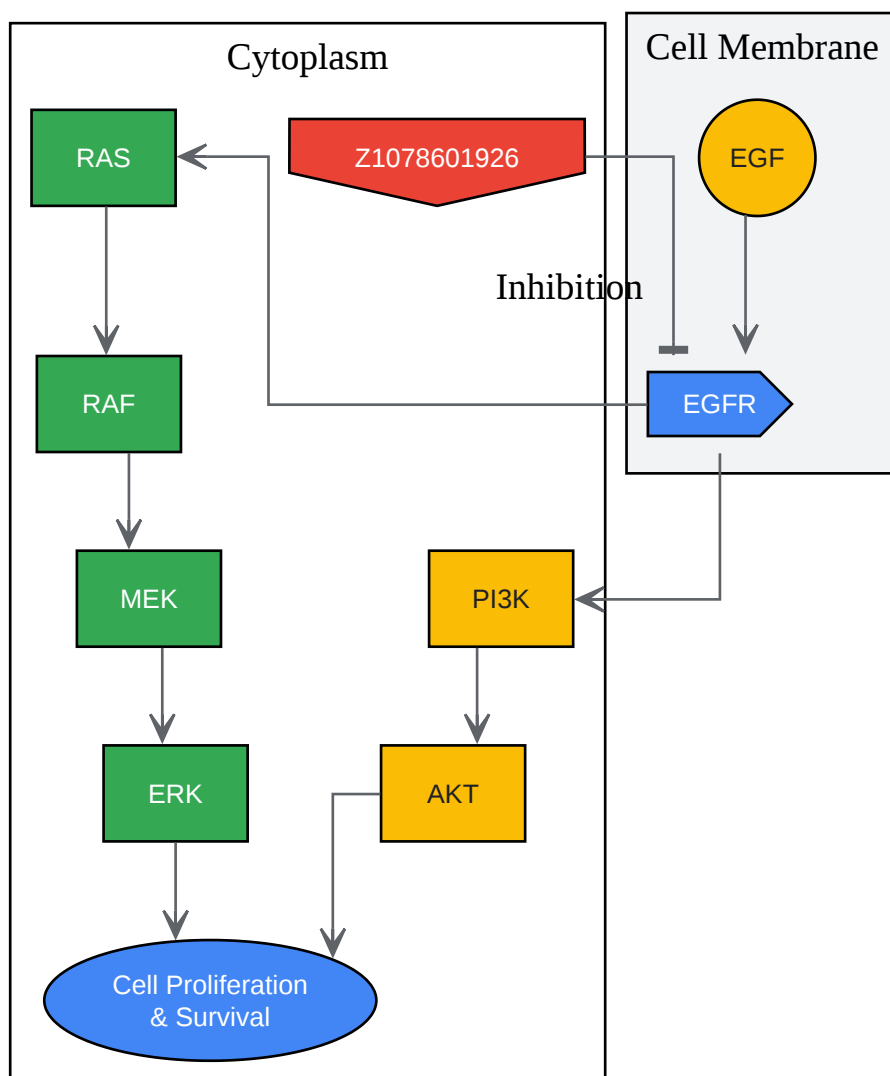 Cytoplasm
Cell Membrane
RAS
Z1078601926
EGF
Inhibition
RAF
EGFR
MEK
PI3K
ERK
AKT
Cell Proliferation
& Survival